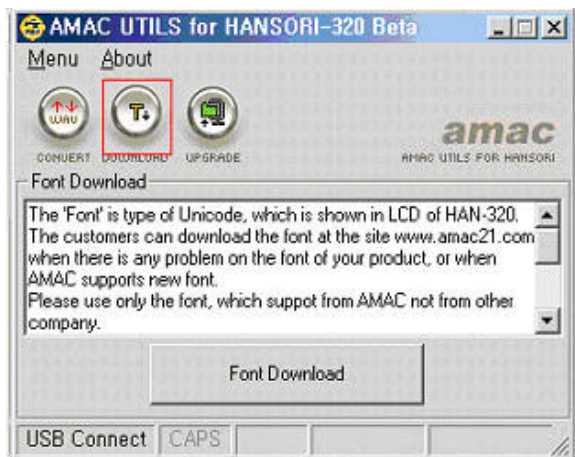 AMAC UTILS for HANSORI-320 Beta
Menu About
WAV T
CONVERT DOWNLOAD UPGRADE
amac
AMAC UTILS FOR HANSORI
Font Download
The 'Font' is type of Unicode, which is shown in LCD of HAN-320.
The customers can download the font at the site www.amac21.com
when there is any problem on the font of your product, or when
AMAC supports new font.
Please use only the font, which suppot from AMAC not from other
company.
Font Download
USB Connect CAPS